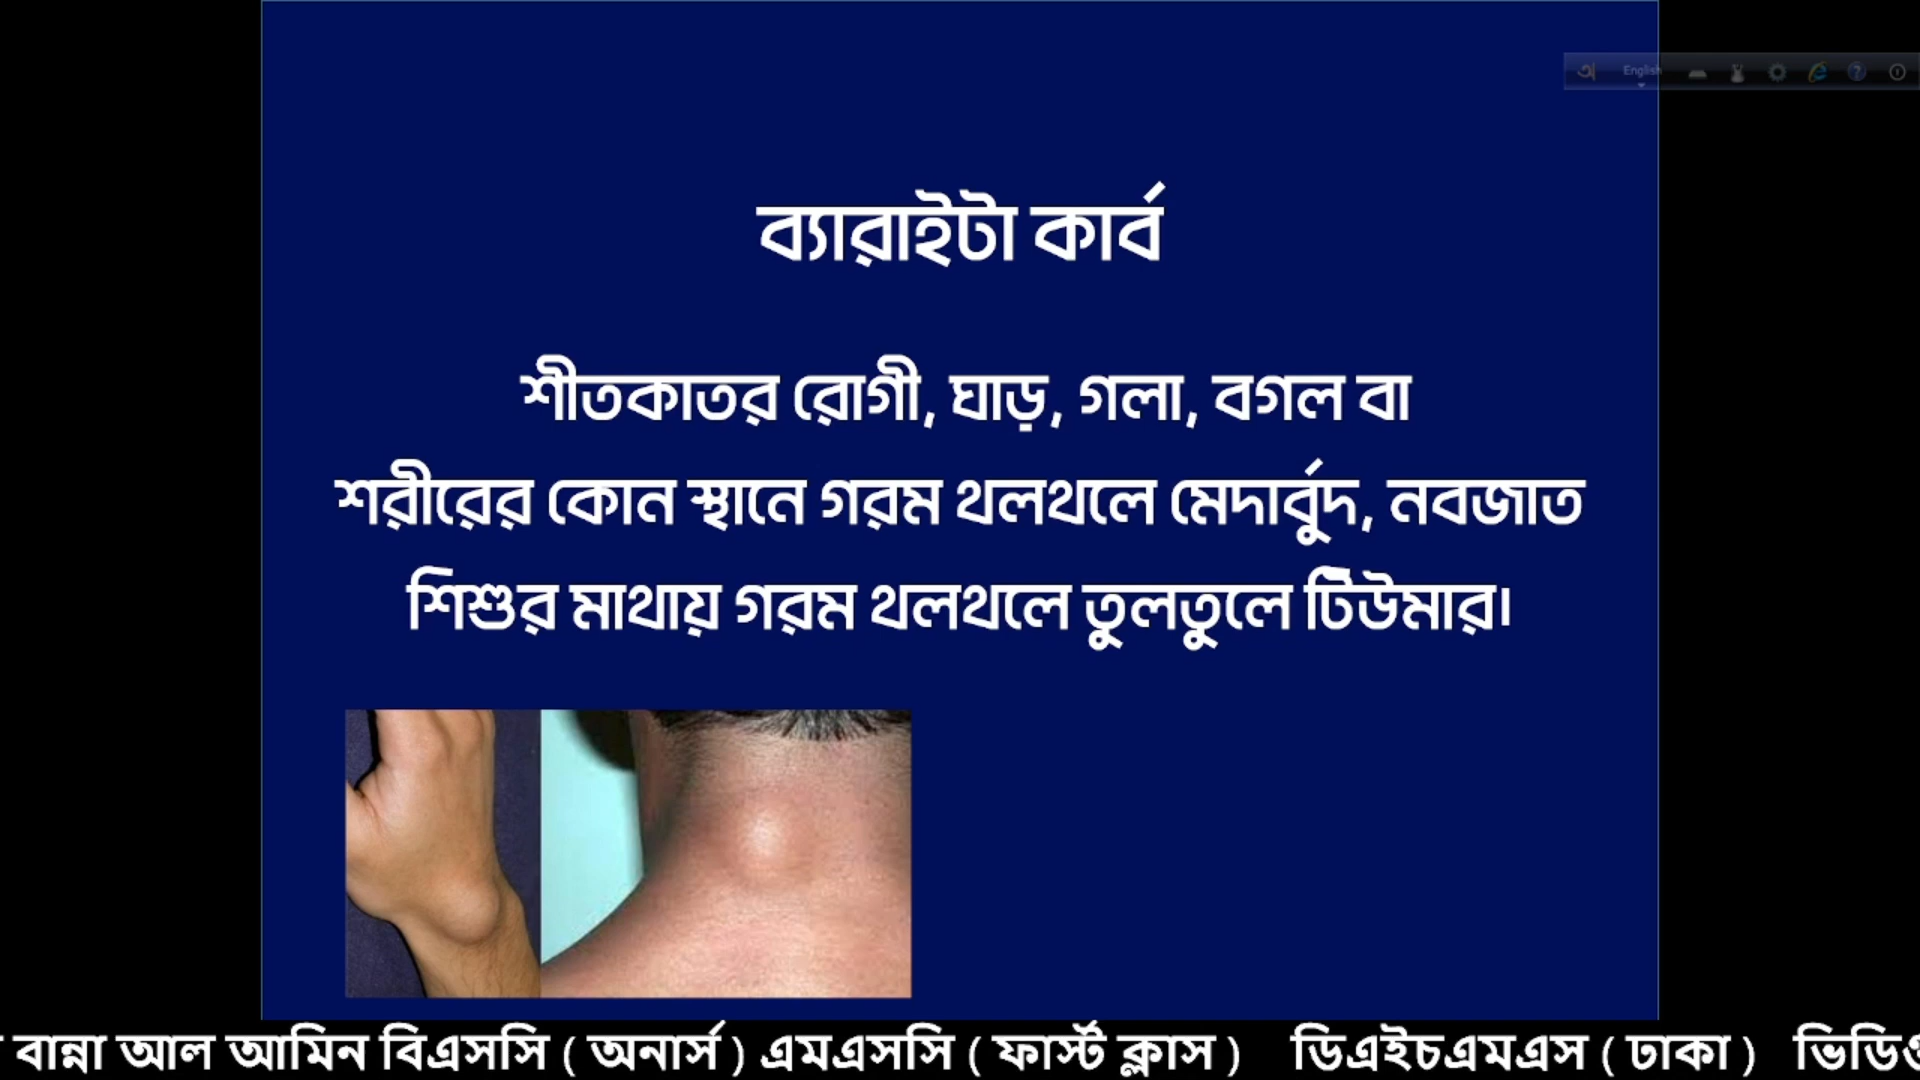 English
ব্যারাইটা কার্ব
শীতকাতর রোগী, ঘাড়, গলা, বগল বা
শরীরের কোন স্থানে গরম থলথলে মেদার্বুদ, নবজাত
শিশুর মাথায় গরম থলথলে তুলতুলে টিউমার।
বান্না আল আমিন বিএসসি ( অনার্স ) এমএসসি ( ফার্স্ট ক্লাস ) ডিএইচএমএস ( ঢাকা )